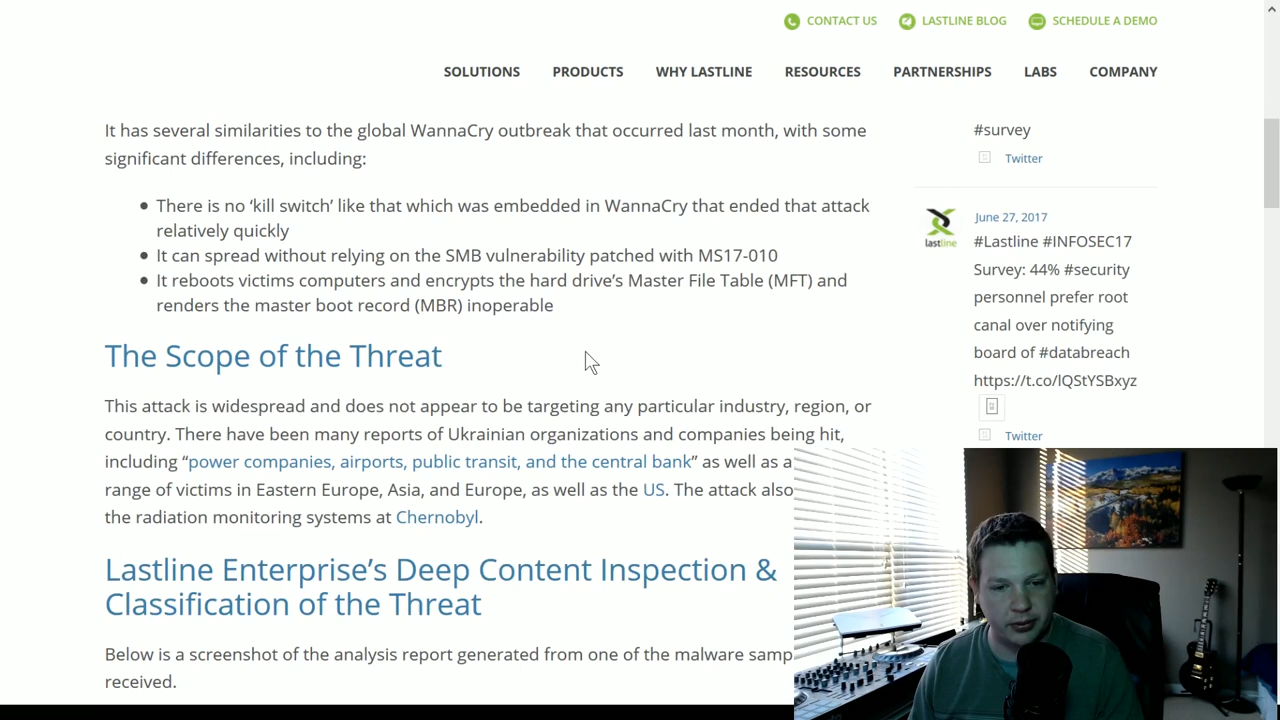 CONTACT US
LASTLINE BLOG
SCHEDULE A DEMO
SOLUTIONS
PRODUCTS
WHY LASTLINE
RESOURCES
PARTNERSHIPS
LABS
COMPANY
It has several similarities to the global WannaCry outbreak that occurred last month, with some
significant differences, including:
There is no ‘kill switch’ like that which was embedded in WannaCry that ended that attack
relatively quickly
It can spread without relying on the SMB vulnerability patched with MS17-010
It reboots victims computers and encrypts the hard drive’s Master File Table (MFT) and
renders the master boot record (MBR) inoperable
The Scope of the Threat
This attack is widespread and does not appear to be targeting any particular industry, region, or
country. There have been many reports of Ukrainian organizations and companies being hit,
including “power companies, airports, public transit, and the central bank” as well as a
range of victims in Eastern Europe, Asia, and Europe, as well as the US. The attack also
the radiation monitoring systems at Chernobyl.
Lastline Enterprise’s Deep Content Inspection &
Classification of the Threat
Below is a screenshot of the analysis report generated from one of the malware samp
received.
#survey
Twitter
lastline
June 27, 2017
#Lastline #INFOSEC17
Survey: 44% #security
personnel prefer root
canal over notifying
board of #databreach
https://t.co/lQStYSBxyz
Twitter